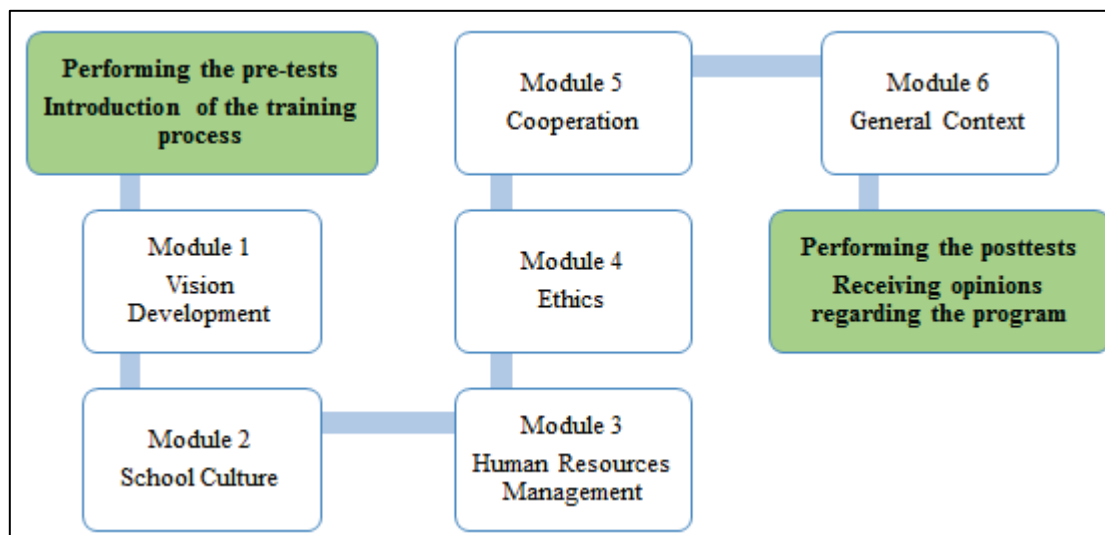 Performing the pre-tests
Introduction of the training
process
Module 1
Vision
Development
Module 2
School Culture
Module 3
Human Resources
Management
Module 4
Ethics
Module 5
Cooperation
Module 6
General Context
Performing the posttests
Receiving opinions
regarding the program